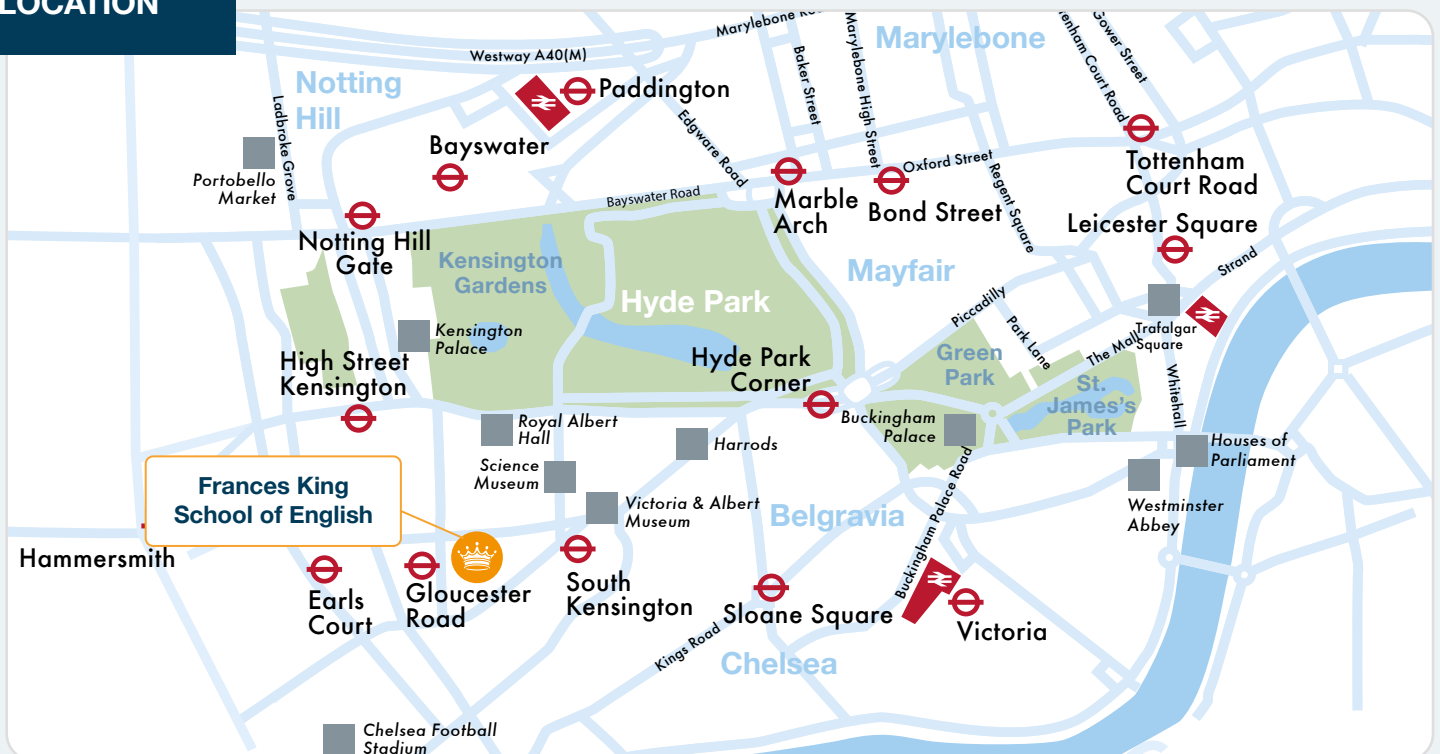 LOCATION
Westway A40(M)
Marylebone
Baker Street
Marylebone High Street
Marylebone
Gower Street
Court Road
Notting
Hill
Ladbroke Grove
Paddington
Edgware Road
Bayswater
Portobello
Market
Bayswater Road
Marble
Arch
Bond Street
Oxford Street
Regent Square
Tottenham
Court Road
Leicester Square
Notting Hill
Gate
Kensington
Gardens
Hyde Park
Mayfair
Strand
Piccadilly
Park Lane
The Mall
Trafalgar
Square
Whitehall
Kensington
Palace
High Street
Kensington
Hyde Park
Corner
Green
Park
St.
James's
Park
Buckingham
Palace
Royal Albert
Hall
Harrods
Science
Museum
Victoria & Albert
Museum
Belgravia
Buckingham Palace Road
Houses of
Parliament
Westminster
Abbey
Frances King
School of English
Hammersmith
Earls
Court
Gloucester
Road
South
Kensington
Sloane Square
Victoria
Kings Road
Chelsea
Chelsea Football
Stadium